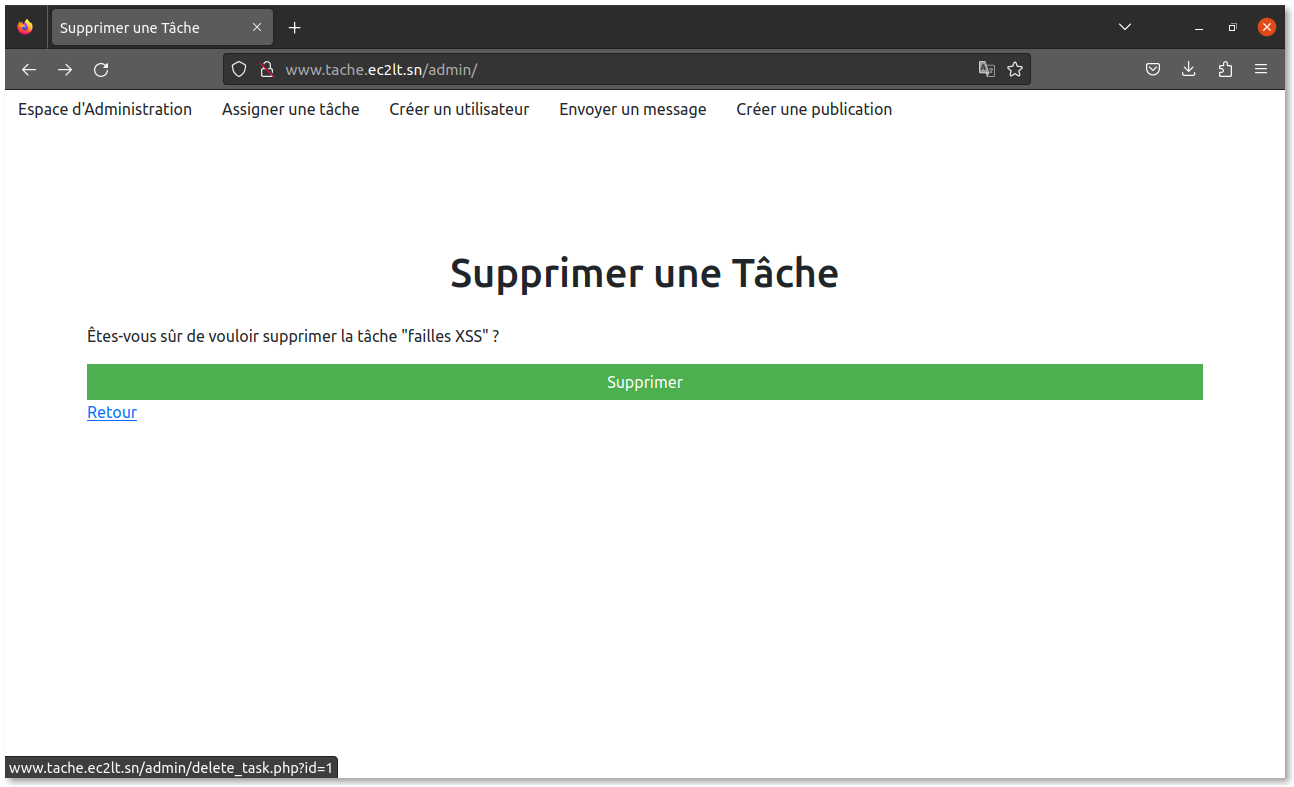 Supprimer une Tâche
www.tache.ec2lt.sn/admin/
Espace d'Administration Assigner une tâche Créer un utilisateur Envoyer un message Créer une publication
Supprimer une Tâche
Êtes-vous sûr de vouloir supprimer la tâche "failles XSS" ?
Supprimer
Retour
www.tache.ec2lt.sn/admin/delete_task.php?id=1